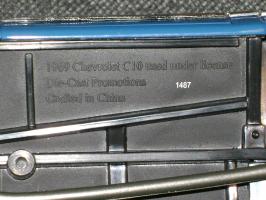 1969 Chevrolet C10 used under license
Die-Cast Promotions
Crafted in China
1487